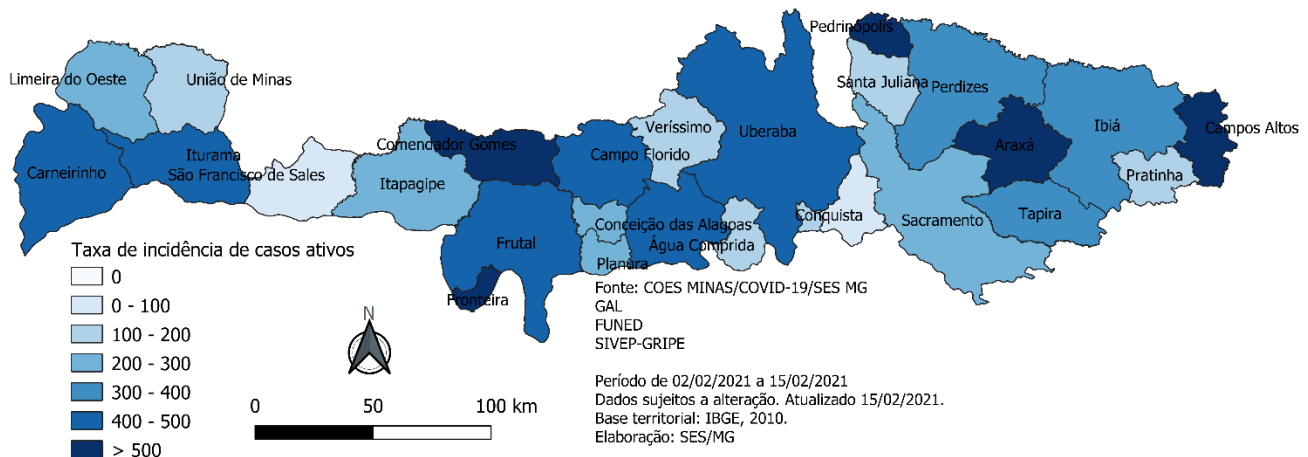 Pedrinópolis
Limeira do Oeste
União de Minas
Santa Juliana
Perdizes
Veríssimo
Uberaba
Ibiá
Campos Altos
Comendador Gomes
Araxá
Iturama
Campo Florido
Carneirinho
São Francisco de Sales
Itapagipe
Pratinha
Conquista
Sacramento
Tapira
Conceição das Alagoas
Frutal
Água Comprida
Planura
Fronteira
Taxa de incidência de casos ativos
0
0 - 100
100 - 200
200 - 300
300 - 400
400 - 500
> 500
N
0 50 100 km
Fonte: COES MINAS/COVID-19/SES MG
GAL
FUNED
SIVEP-GRIPE
Período de 02/02/2021 a 15/02/2021
Dados sujeitos a alteração. Atualizado 15/02/2021.
Base territorial: IBGE, 2010.
Elaboração: SES/MG